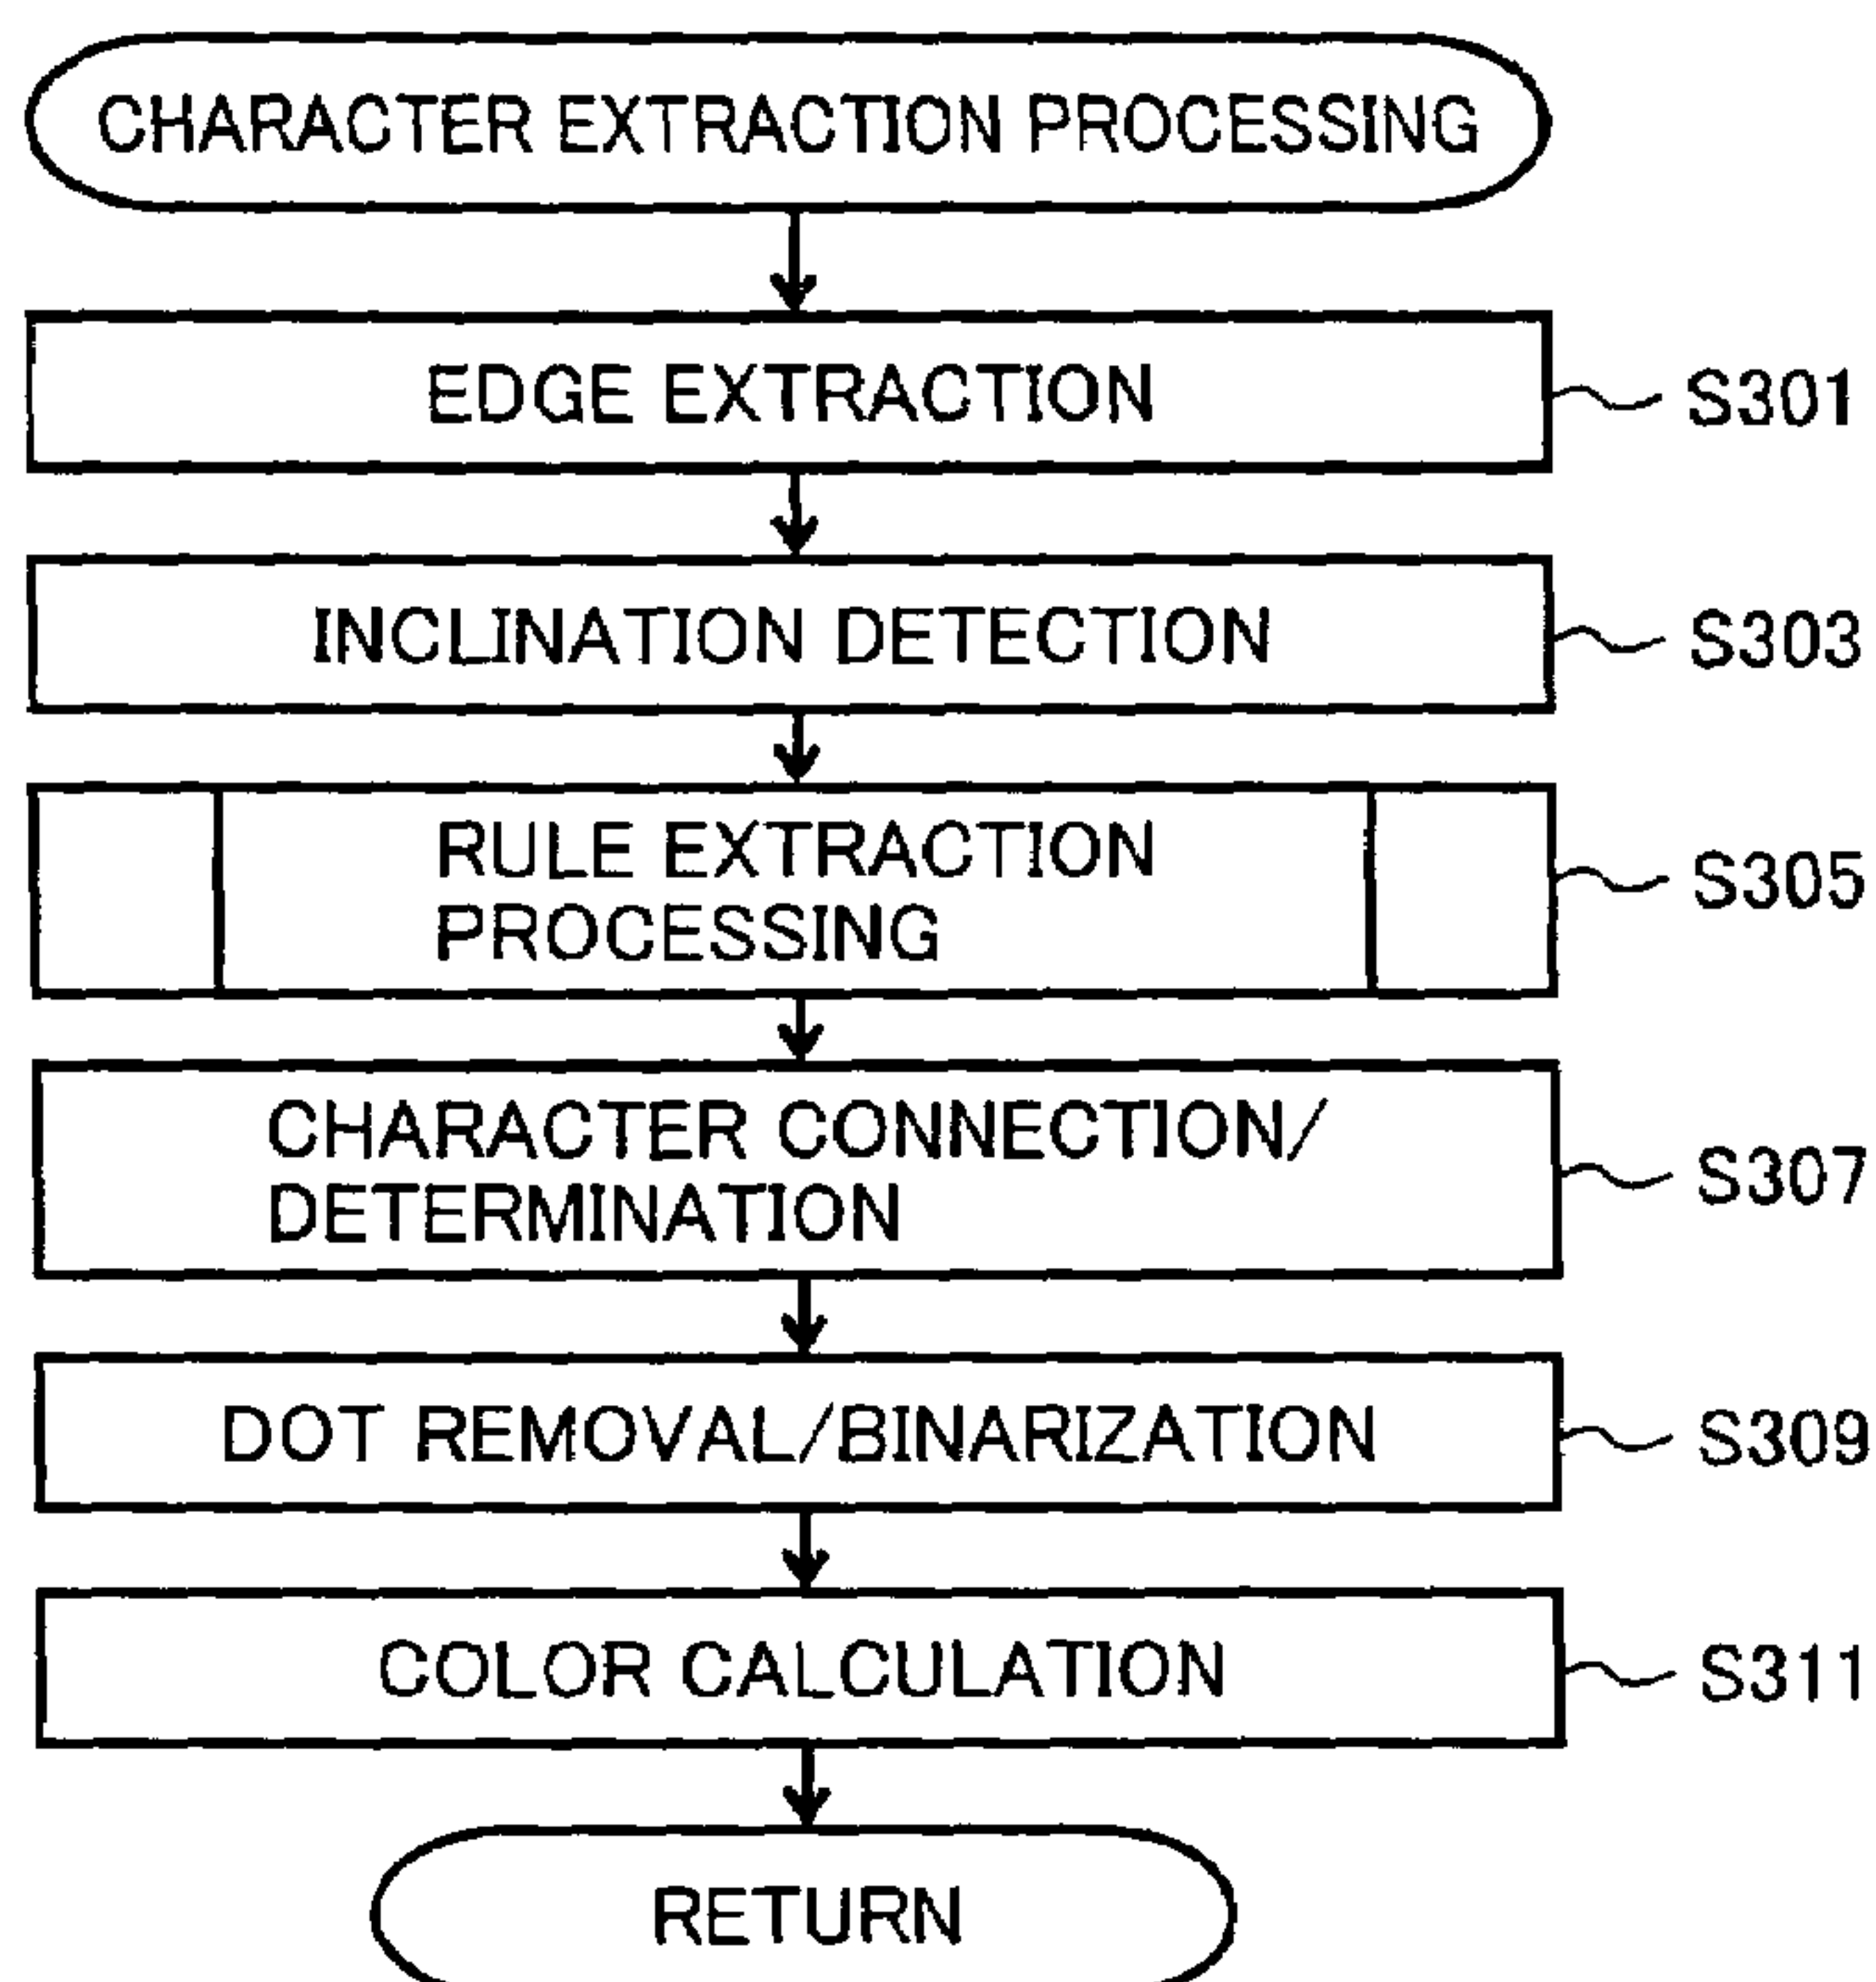 CHARACTER EXTRACTION PROCESSING
EDGE EXTRACTION
S301
INCLINATION DETECTION
S303
RULE EXTRACTION
PROCESSING
S305
CHARACTER CONNECTION/
DETERMINATION
S307
DOT REMOVAL/BINARIZATION
S309
COLOR CALCULATION
S311
RETURN